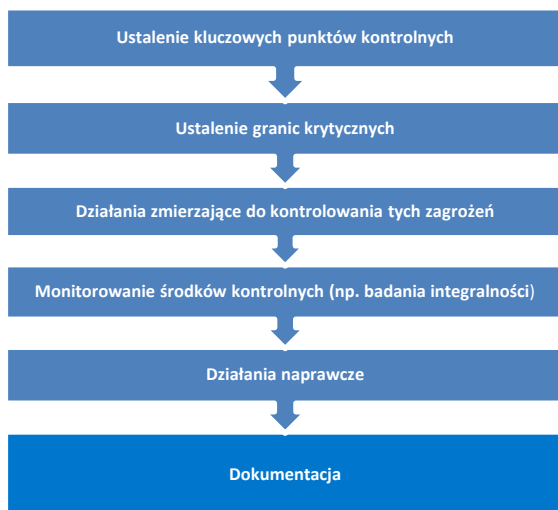 Ustalenie kluczowych punktów kontrolnych
Ustalenie granic krytycznych
Działania zmierzające do kontrolowania tych zagrożeń
Monitorowanie środków kontrolnych (np. badania integralności)
Działania naprawcze
Dokumentacja